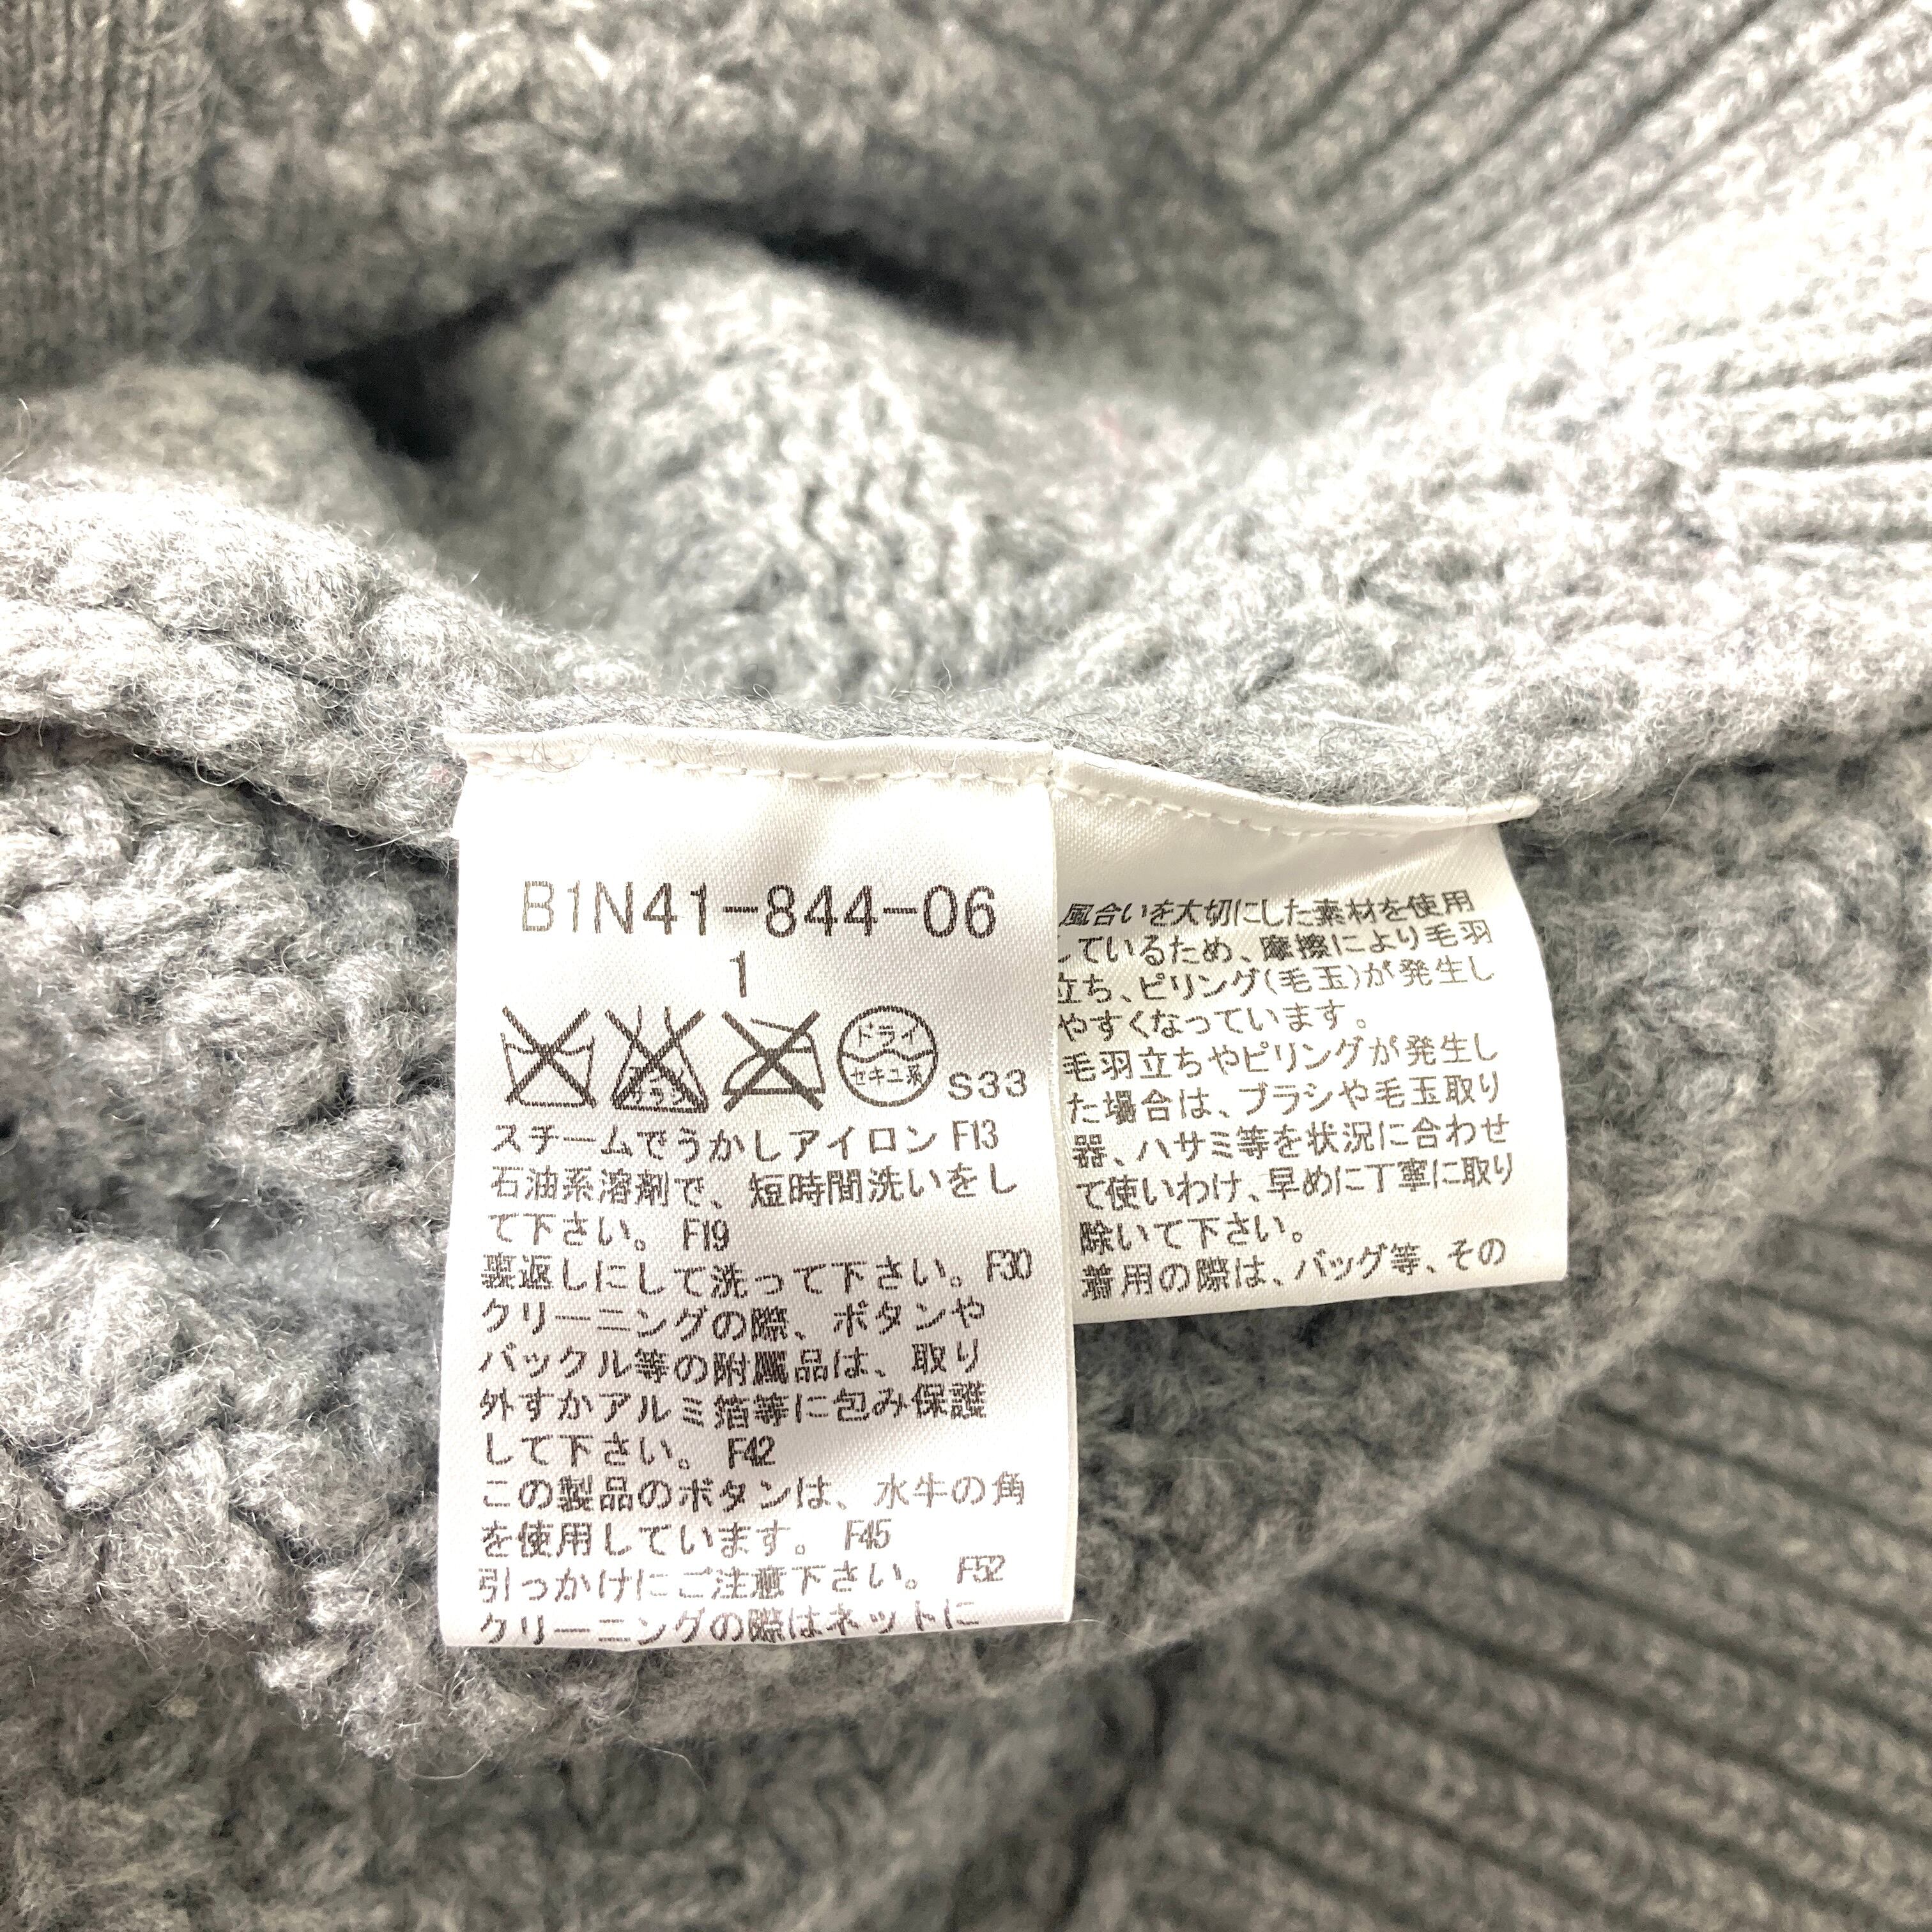 B1N41-844-06
1
ドライ
セキユ系
S33
スチームでうかしアイロン F13
石油系溶剤で、短時間洗いをし
て下さい。 F19
裏返しにして洗って下さい。 F30
クリーニングの際、ボタンや
バックル等の附属品は、取り
外すかアルミ箔等に包み保護
して下さい。 F42
この製品のボタンは、水牛の角
を使用しています。 F45
引っかけにご注意下さい。 F52
クリーニングの際はネットに
風合いを大切にした素材を使用
しているため、摩擦により毛羽
立ち、ピリング(毛玉)が発生し
やすくなっています。
毛羽立ちやピリングが発生し
た場合は、ブラシや毛玉取り
器、ハサミ等を状況に合わせ
て使いわけ、早めに丁寧に取り
除いて下さい。
着用の際は、バッグ等、その